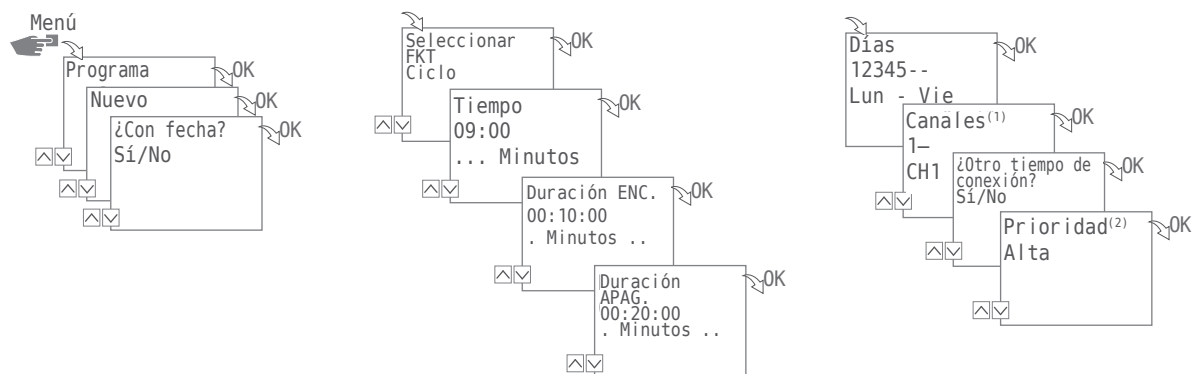 Menú
Programa
OK
Nuevo
OK
¿Con fecha?
Sí/No
OK
Seleccionar
FKT
Ciclo
OK
Tiempo
09:00
... Minutos
OK
Duración ENC.
00:10:00
. Minutos ..
OK
Duración
APAG.
00:20:00
. Minutos ..
OK
Días
12345--
Lun - Vie
OK
Canales(1)
1–
CH1
OK
¿Otro tiempo de
conexión?
Sí/No
OK
Prioridad(2)
Alta
OK